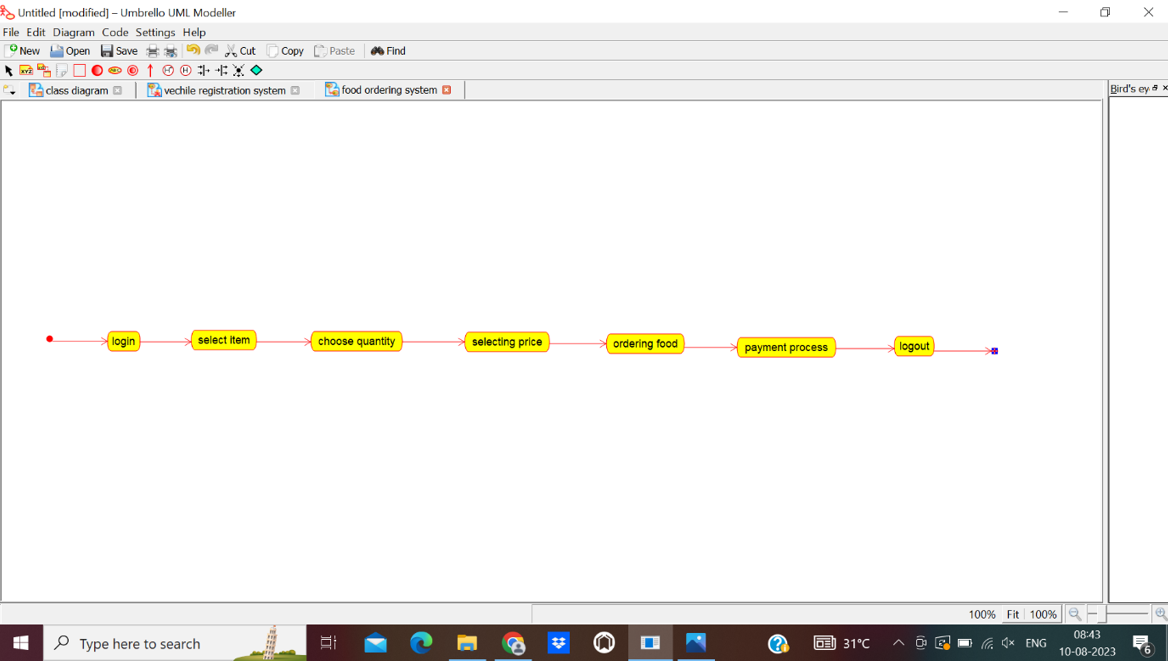 Untitled [modified] – Umbrello UML Modeller
File Edit Diagram Code Settings Help
New Open Save Cut Copy Paste Find
class diagram vechile registration system food ordering system Bird's ey
login select item choose quantity selecting price ordering food payment process logout
100% Fit 100%
Type here to search 31°C ENG 08:43
10-08-2023 6